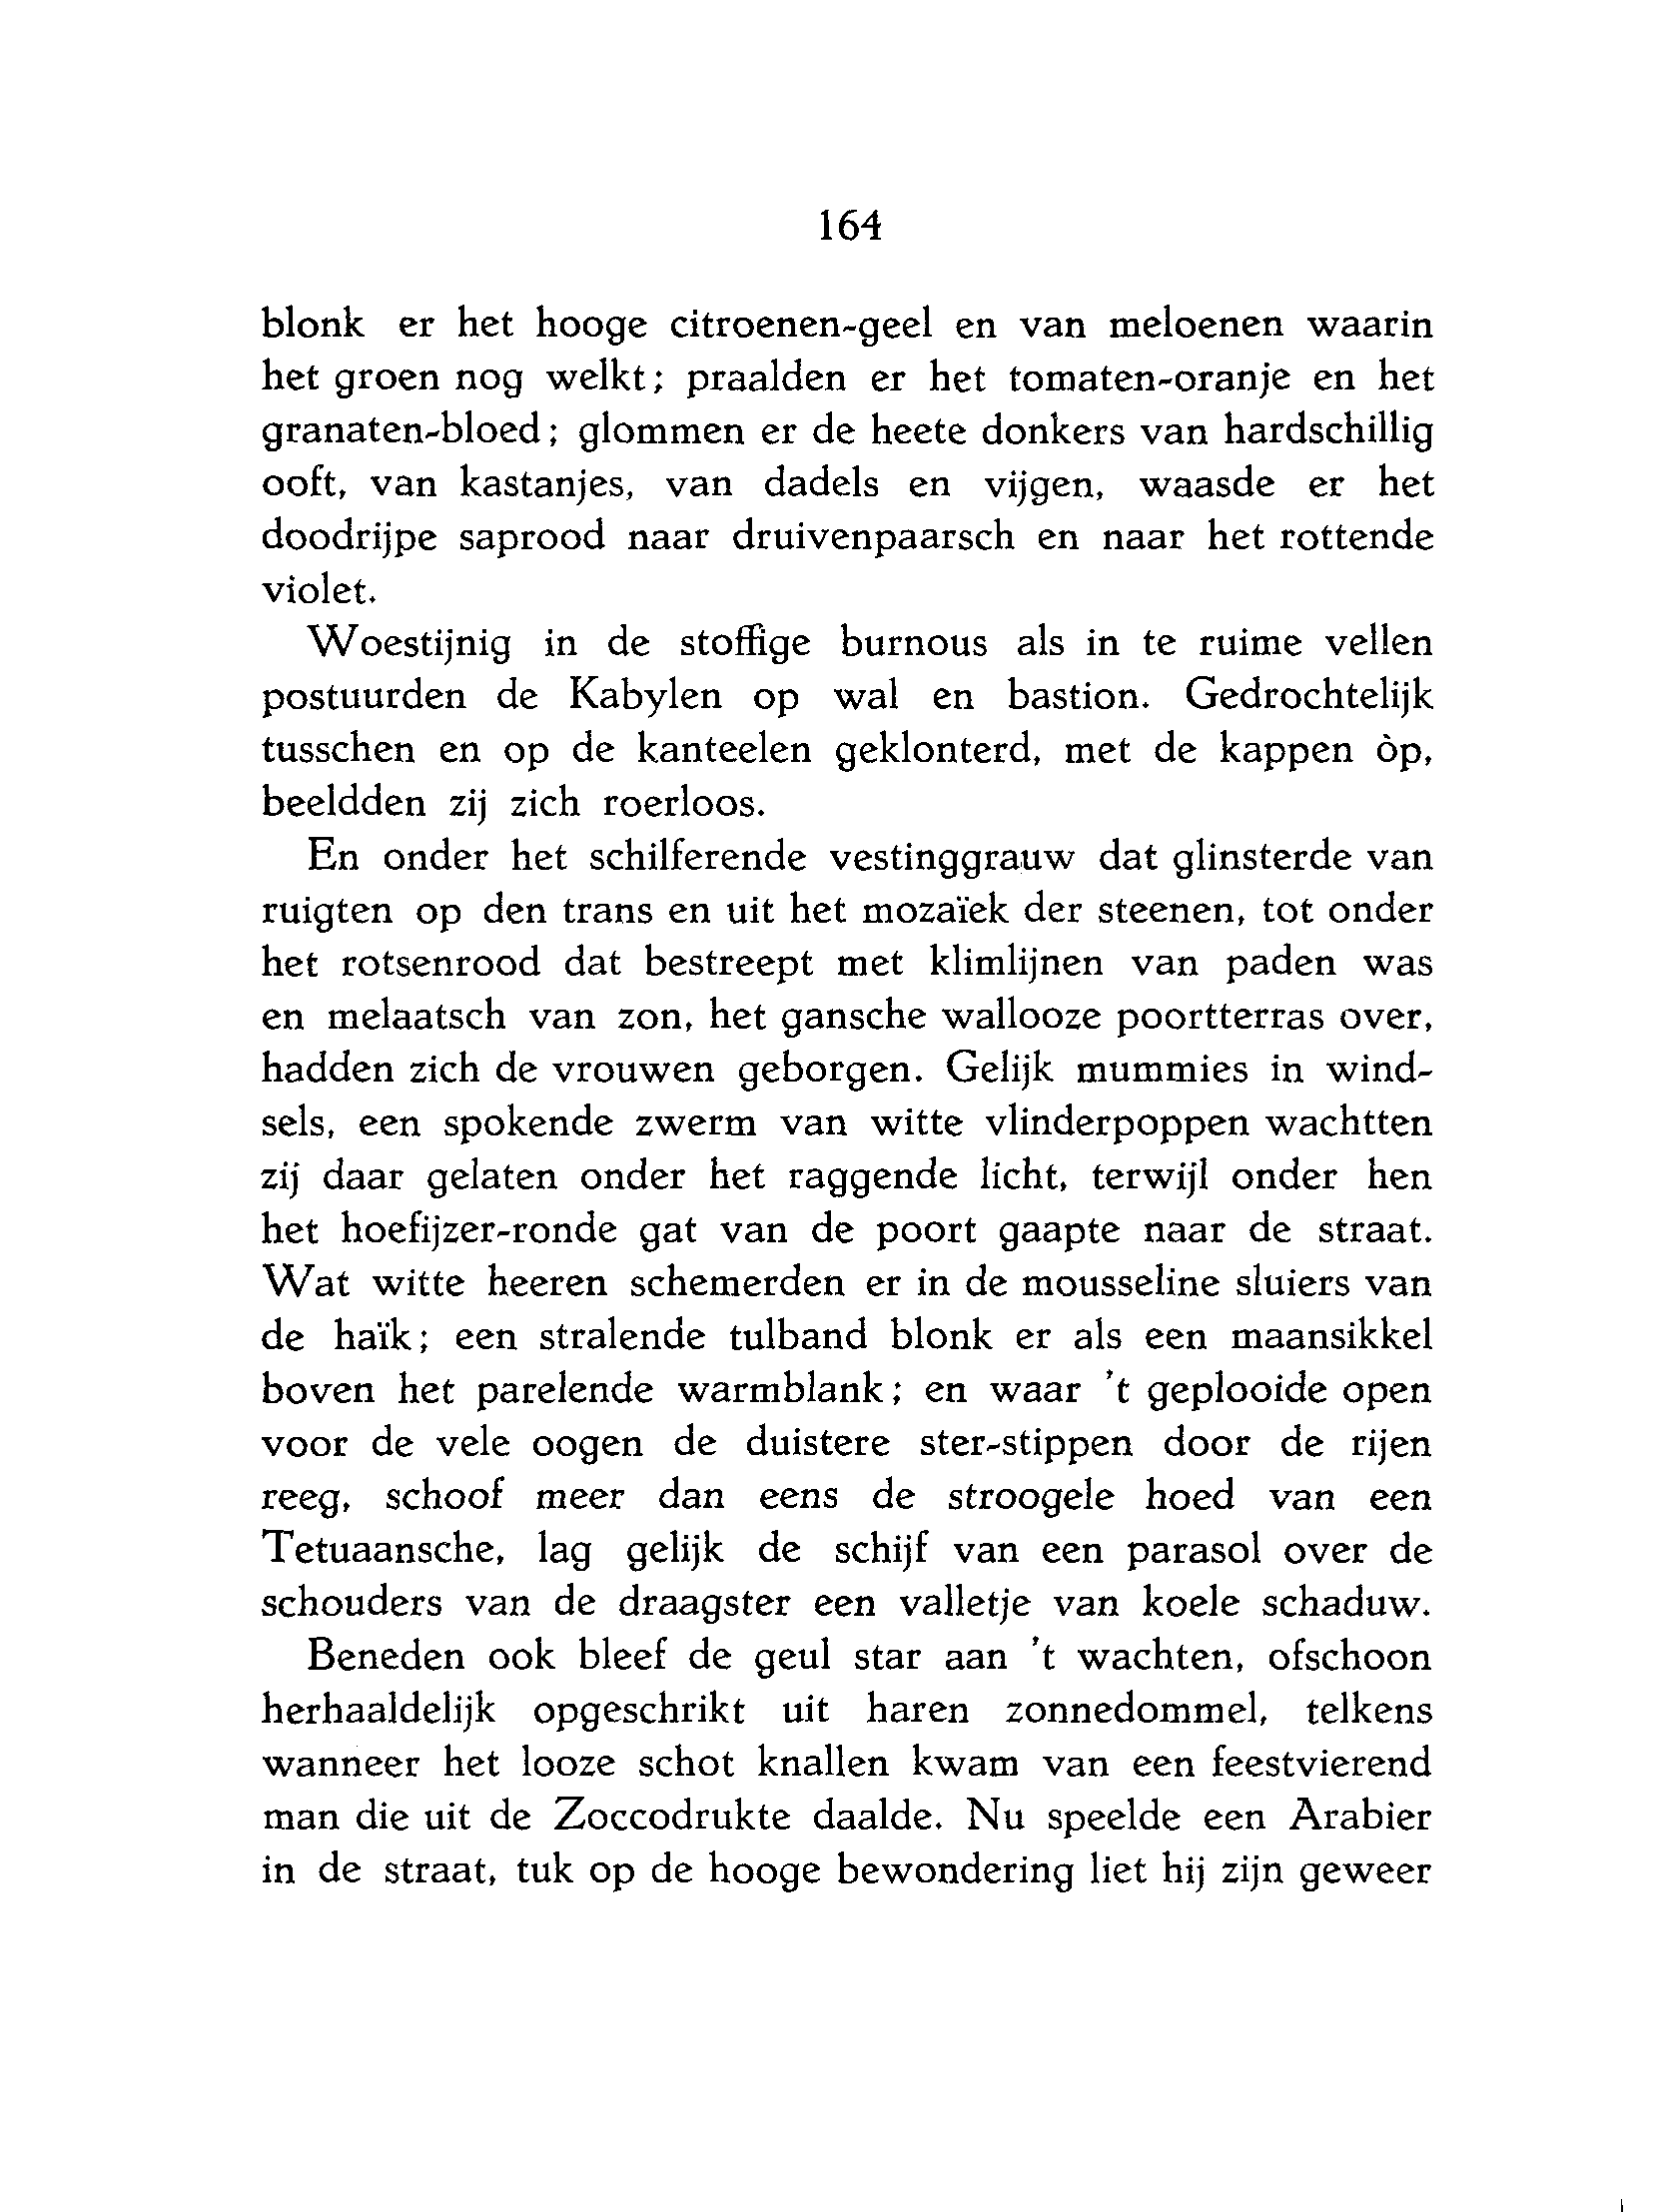 164
blonk er het hooge citroenen-geel en van meloenen waarin
het groen nog welkt; praalden er het tomaten-oranje en het
granaten-bloed; glommen er de heete donkers van hardschillig
ooft, van kastanjes, van dadels en vijgen, waasde er het
doodrijpe saprood naar druivenpaarsch en naar het rottende
violet.
Woestijnig in de stoffige burnous als in te ruime vellen
postuurden de Kabylen op wal en bastion. Gedrochtelijk
tusschen en op de kanteelen geklonterd, met de kappen òp,
beeldden zij zich roerloos.
En onder het schilferende vestinggrauw dat glinsterde van
ruigten op den trans en uit het mozaïek der steenen, tot onder
het rotsenrood dat bestreept met klimlijnen van paden was
en melaatsch van zon, het gansche wallooze poortterras over,
hadden zich de vrouwen geborgen. Gelijk mummies in wind-
sels, een spokende zwerm van witte vlinderpoppen wachtten
zij daar gelaten onder het raggende licht, terwijl onder hen
het hoefijzer-ronde gat van de poort gaapte naar de straat.
Wat witte heeren schemerden er in de mousseline sluiers van
de haïk; een stralende tulband blonk er als een maansikkel
boven het parelende warmblank; en waar 't geplooide open
voor de vele oogen de duistere ster-stippen door de rijen
reeg, schoof meer dan eens de stroogele hoed van een
Tetuaansche, lag gelijk de schijf van een parasol over de
schouders van de draagster een valletje van koele schaduw.
Beneden ook bleef de geul star aan 't wachten, ofschoon
herhaaldelijk opgeschrikt uit haren zonnedommel, telkens
wanneer het looze schot knallen kwam van een feestvierend
man die uit de Zoccodrukte daalde. Nu speelde een Arabier
in de straat, tuk op de hooge bewondering liet hij zijn geweer